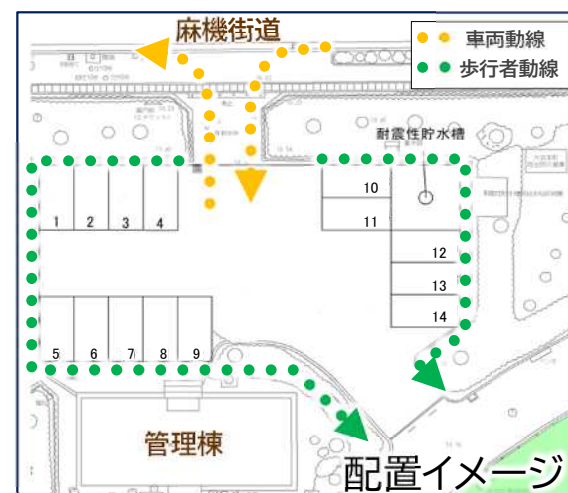 麻機街道
車両動線
歩行者動線
耐震性貯水槽
10
11
1 2 3 4
12
13
14
5 6 7 8 9
管理棟
配置イメージ